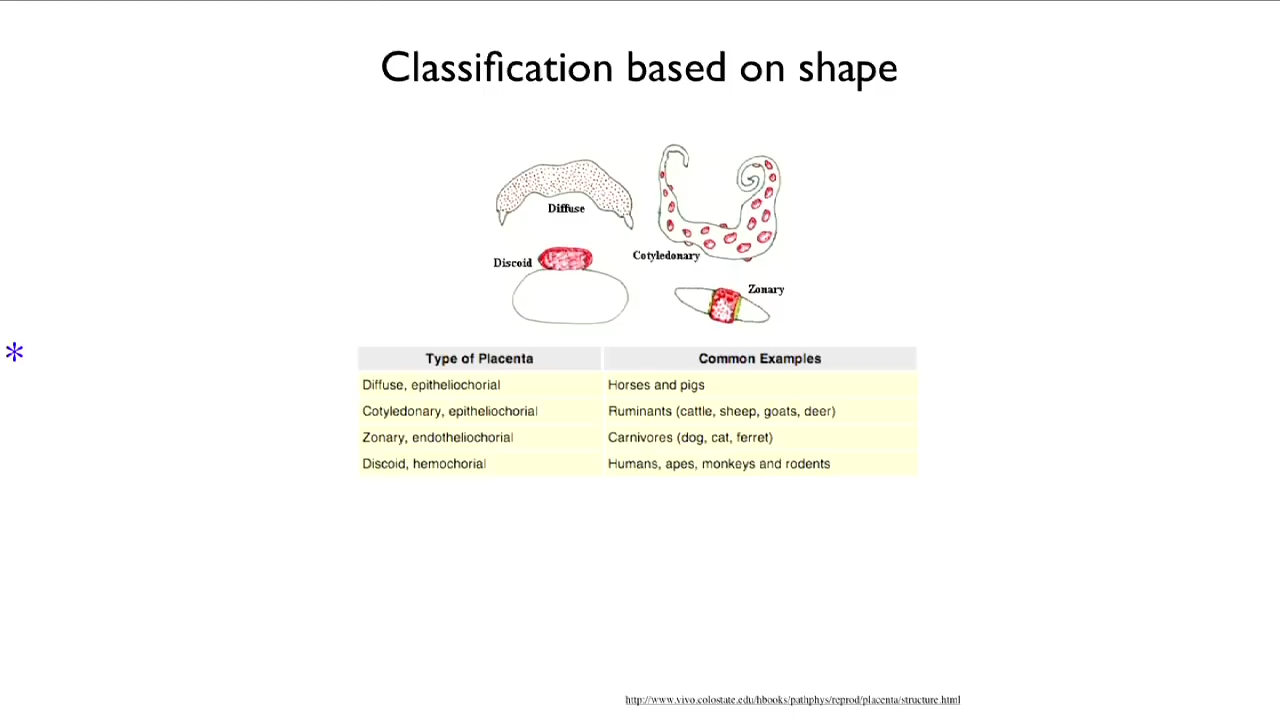 Classification based on shape
Diffuse
Discoid
Cotyledonary
Zonary
*
Type of Placenta Common Examples
Diffuse, epitheliochorial Horses and pigs
Cotyledonary, epitheliochorial Ruminants (cattle, sheep, goats, deer)
Zonary, endotheliochorial Carnivores (dog, cat, ferret)
Discoid, hemochorial Humans, apes, monkeys and rodents
http://www.vivo.colostate.edu/hbooks/pathphys/reprod/placenta/structure.html